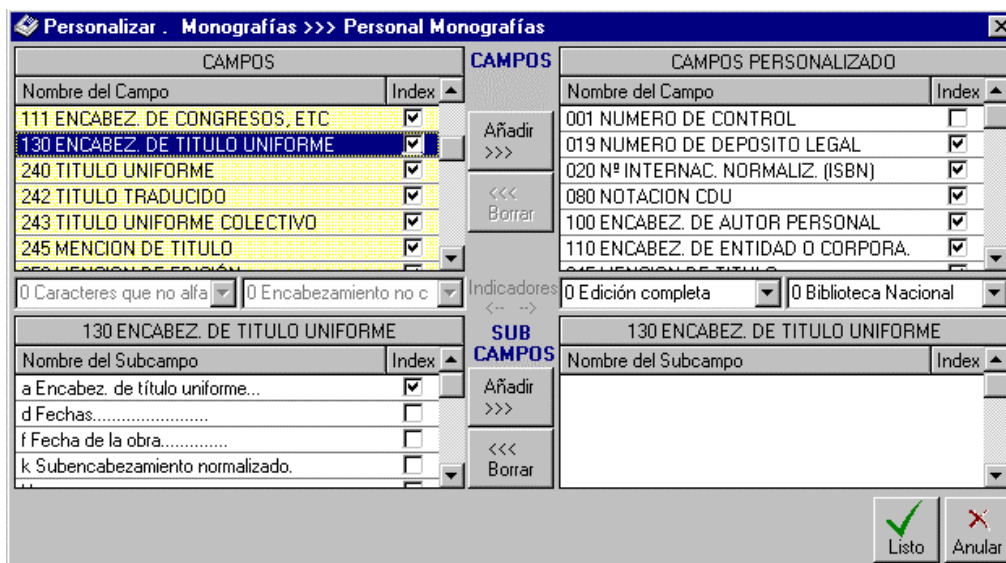 Personalizar . Monografías >>> Personal Monografías
CAMPOS
Nombre del Campo Index
111 ENCABEZ. DE CONGRESOS, ETC
130 ENCABEZ. DE TITULO UNIFORME
240 TITULO UNIFORME
242 TITULO TRADUCIDO
243 TITULO UNIFORME COLECTIVO
245 MENCION DE TITULO
0 Caracteres que no alfa 0 Encabezamiento no c
130 ENCABEZ. DE TITULO UNIFORME
Nombre del Subcampo Index
a Encabez. de título uniforme...
d Fechas........................
f Fecha de la obra..............
k Subencabezamiento normalizado.
CAMPOS
Añadir
>>>
<<<
Borrar
Indicadores
<-- -->
SUB
CAMPOS
Añadir
>>>
<<<
Borrar
CAMPOS PERSONALIZADO
Nombre del Campo Index
001 NUMERO DE CONTROL
019 NUMERO DE DEPOSITO LEGAL
020 Nº INTERNAC. NORMALIZ. (ISBN)
080 NOTACION CDU
100 ENCABEZ. DE AUTOR PERSONAL
110 ENCABEZ. DE ENTIDAD O CORPORA.
0 Edición completa 0 Biblioteca Nacional
130 ENCABEZ. DE TITULO UNIFORME
Nombre del Subcampo Index
Listo
Anular